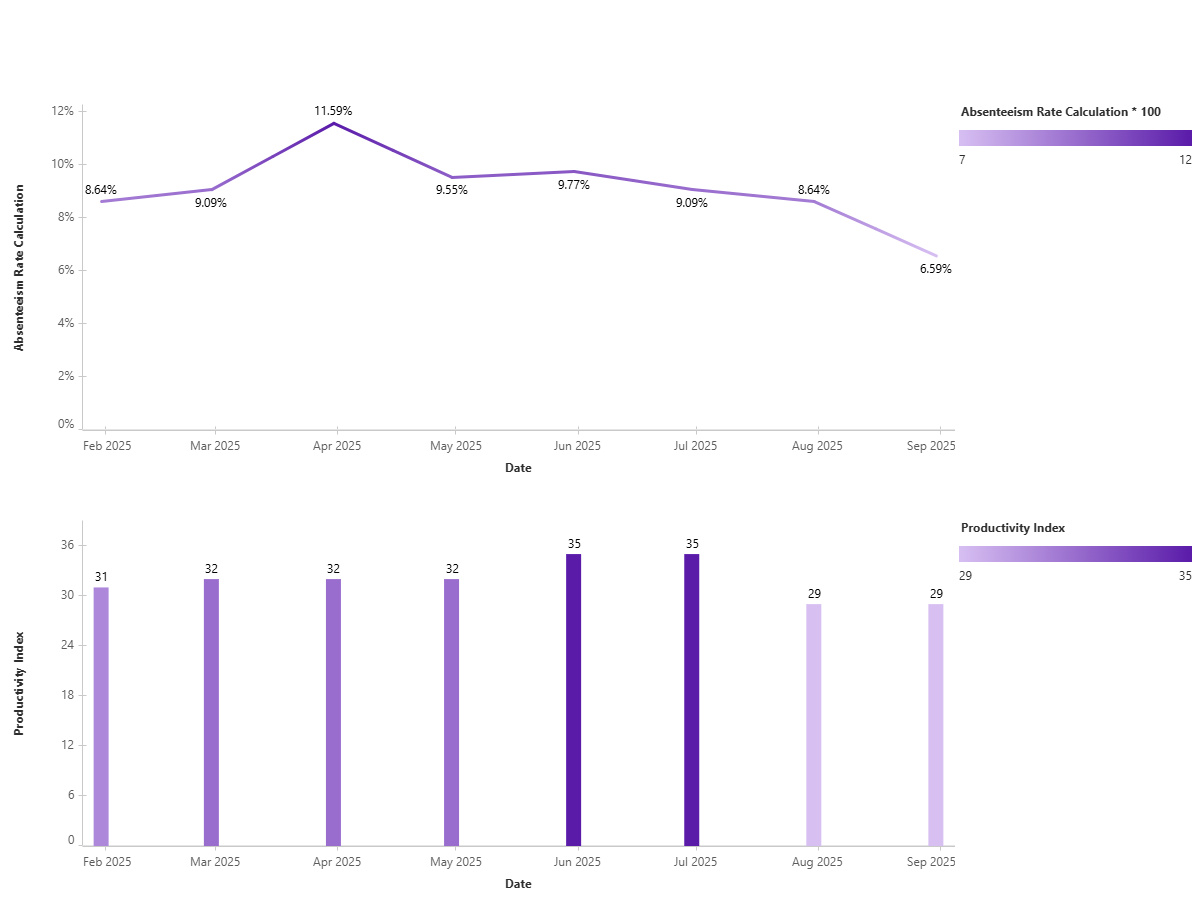 Absenteeism Rate Calculation * 100
7 12
Absenteeism Rate Calculation
12%
10%
8%
6%
4%
2%
0%
8.64%
9.09%
11.59%
9.55%
9.77%
9.09%
8.64%
6.59%
Feb 2025 Mar 2025 Apr 2025 May 2025 Jun 2025 Jul 2025 Aug 2025 Sep 2025
Date
Productivity Index
29 35
Productivity Index
36
30
24
18
12
6
0
31 32 32 32 35 35 29 29
Feb 2025 Mar 2025 Apr 2025 May 2025 Jun 2025 Jul 2025 Aug 2025 Sep 2025
Date